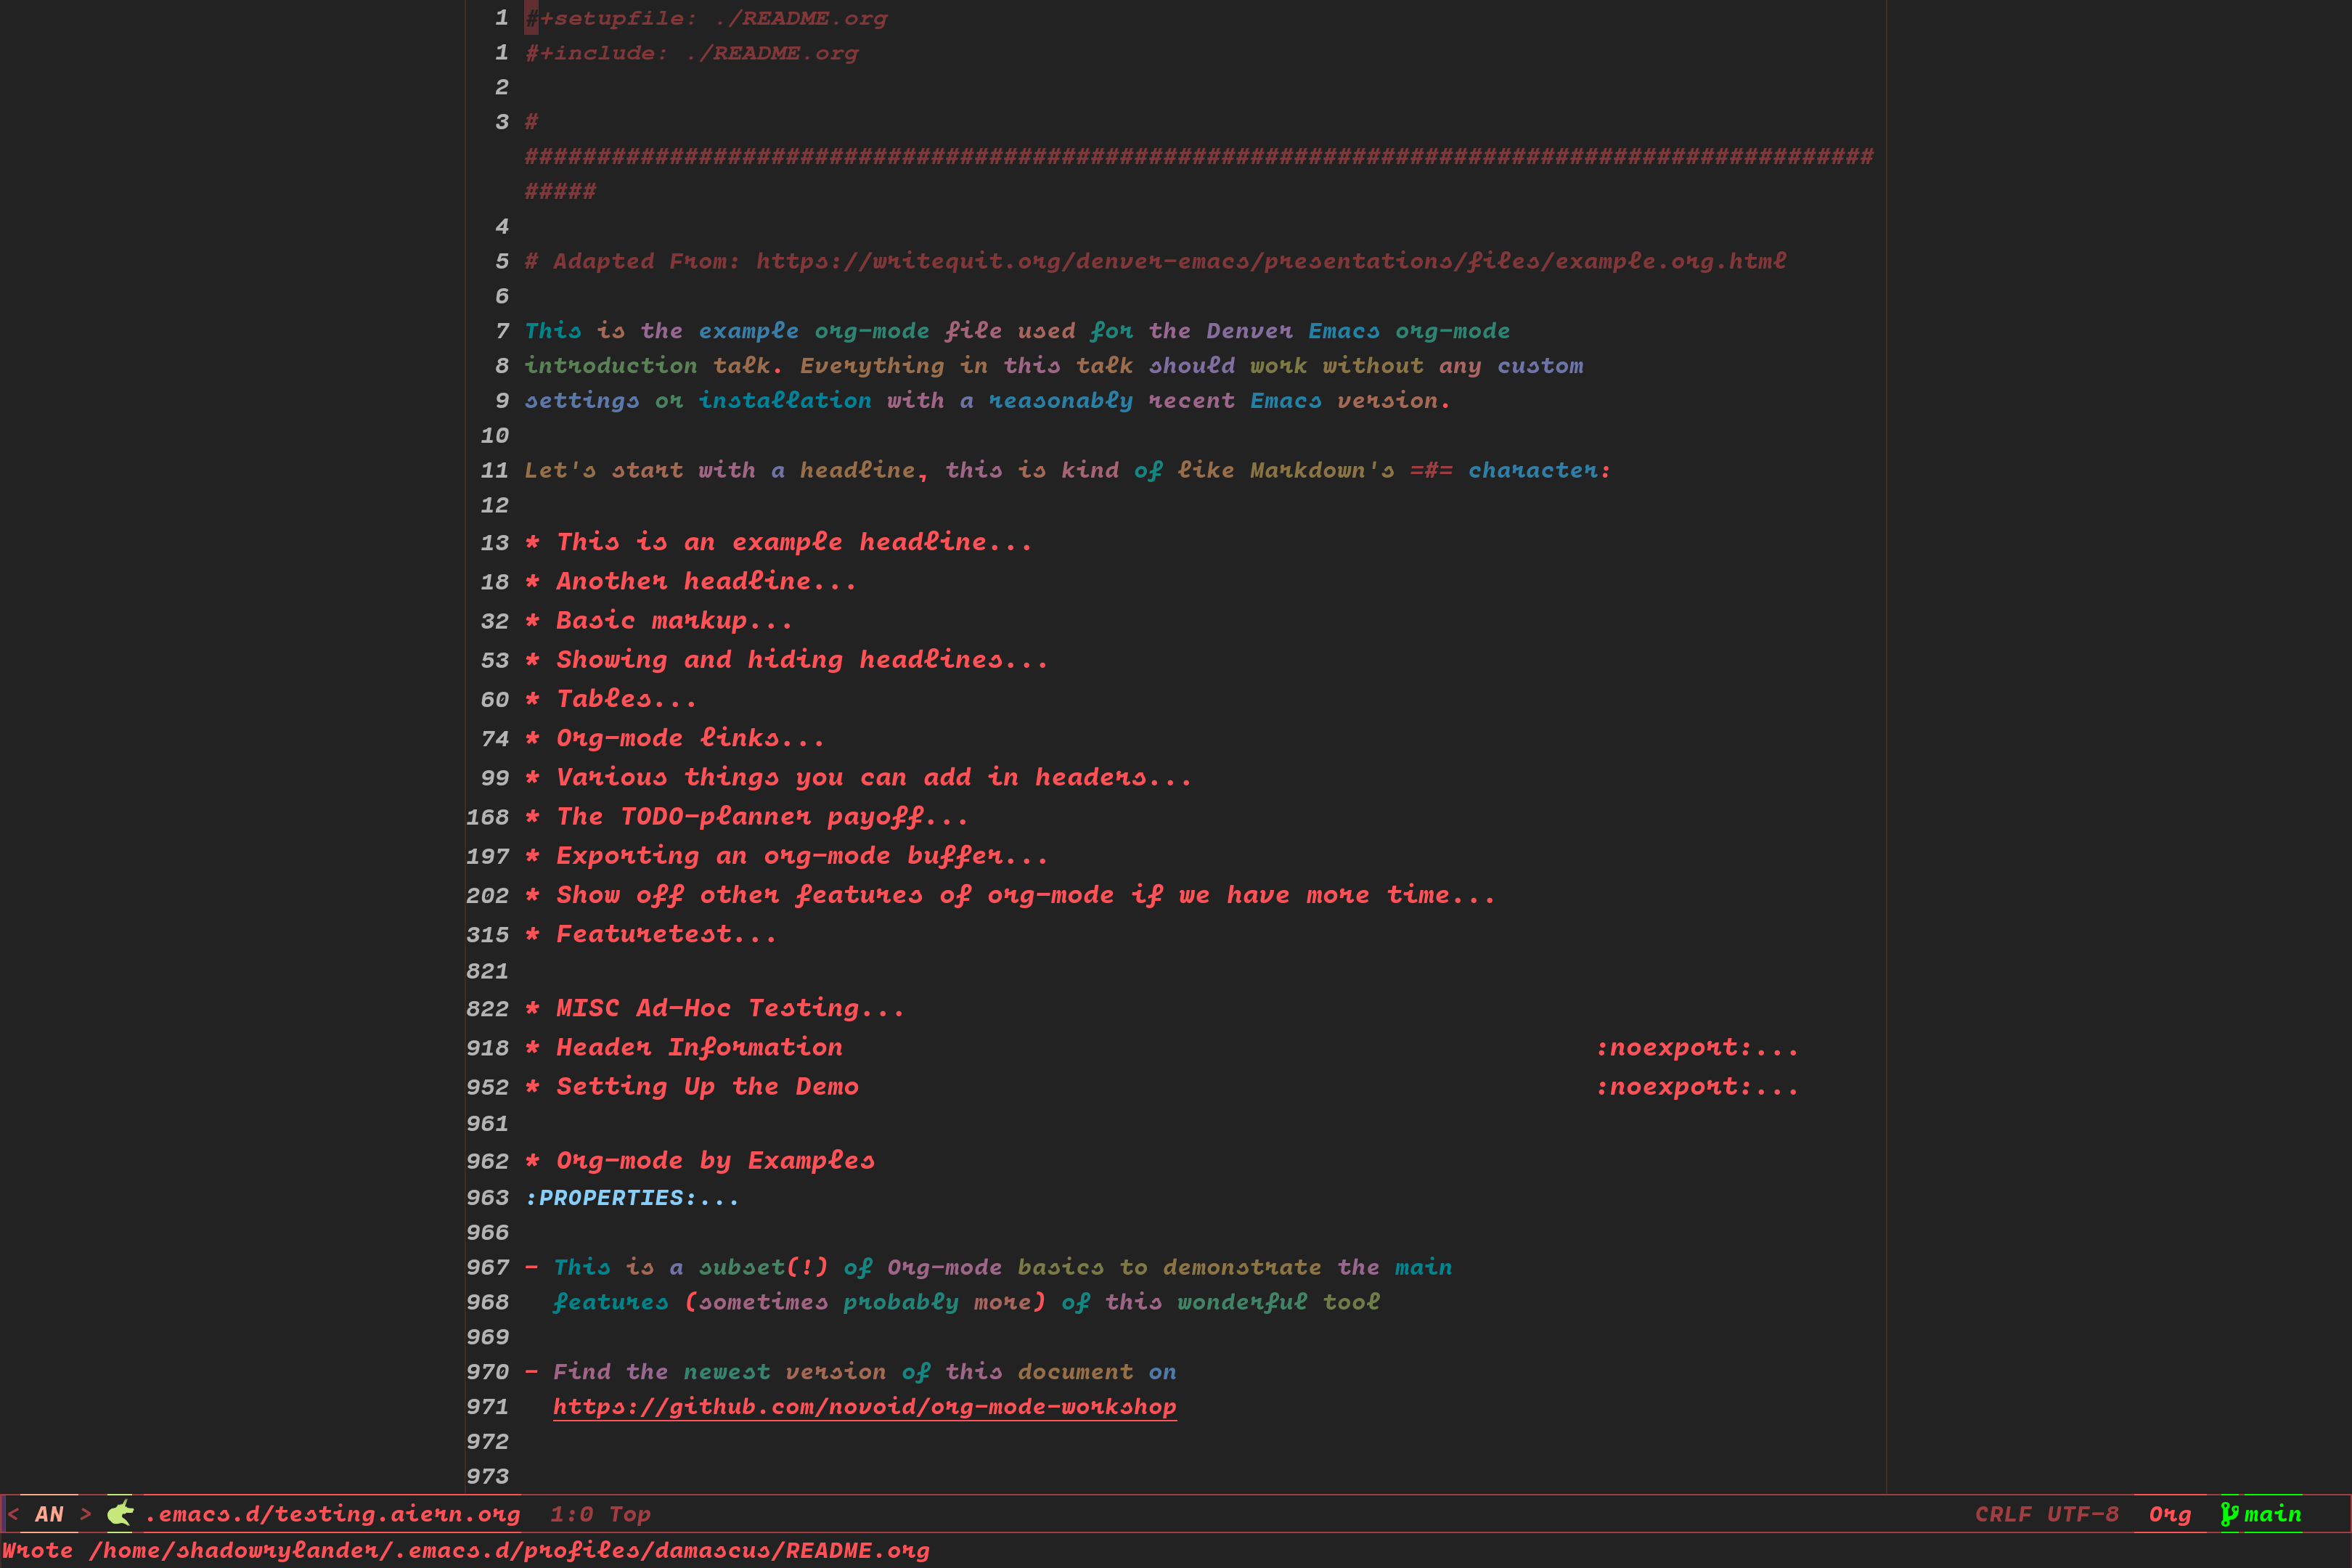 1 #+setupfile: ./README.org
1 #+include: ./README.org
2
3 #
#############################################################################################
#####
4
5 # Adapted From: https://writequit.org/denver-emacs/presentations/files/example.org.html
6
7 This is the example org-mode file used for the Denver Emacs org-mode
8 introduction talk. Everything in this talk should work without any custom
9 settings or installation with a reasonably recent Emacs version.
10
11 Let's start with a headline, this is kind of like Markdown's =#= character:
12
13 * This is an example headline...
18 * Another headline...
32 * Basic markup...
53 * Showing and hiding headlines...
60 * Tables...
74 * Org-mode links...
99 * Various things you can add in headers...
168 * The TODO-planner payoff...
197 * Exporting an org-mode buffer...
202 * Show off other features of org-mode if we have more time...
315 * Featuretest...
821
822 * MISC Ad-Hoc Testing...
918 * Header Information :noexport:...
952 * Setting Up the Demo :noexport:...
961
962 * Org-mode by Examples
963 :PROPERTIES:...
966
967 - This is a subset(!) of Org-mode basics to demonstrate the main
968 features (sometimes probably more) of this wonderful tool
969
970 - Find the newest version of this document on
971 https://github.com/novoid/org-mode-workshop
972
973
< AN > .emacs.d/testing.aiern.org 1:0 Top CRLF UTF-8 Org main
Wrote /home/shadowrylander/.emacs.d/profiles/damascus/README.org